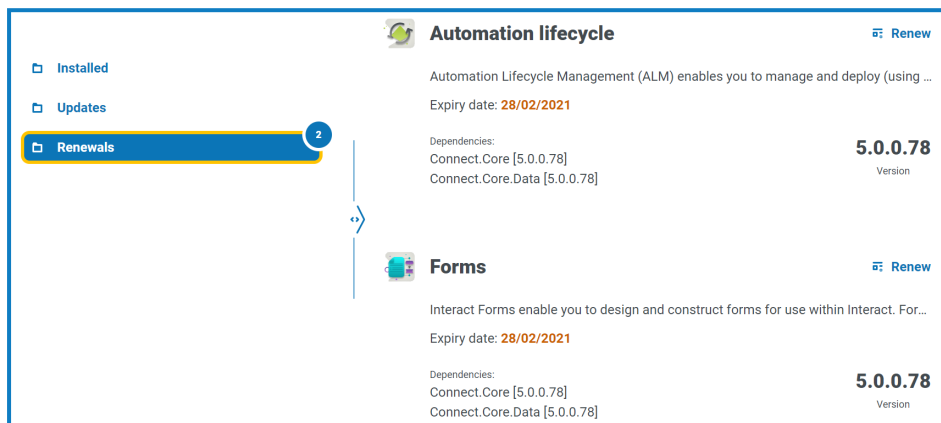 Installed
Updates
Renewals
2
Automation lifecycle
Renew
Automation Lifecycle Management (ALM) enables you to manage and deploy (using ...
Expiry date: 28/02/2021
Dependencies:
Connect.Core [5.0.0.78]
Connect.Core.Data [5.0.0.78]
5.0.0.78
Version
Forms
Renew
Interact Forms enable you to design and construct forms for use within Interact. For...
Expiry date: 28/02/2021
Dependencies:
Connect.Core [5.0.0.78]
Connect.Core.Data [5.0.0.78]
5.0.0.78
Version